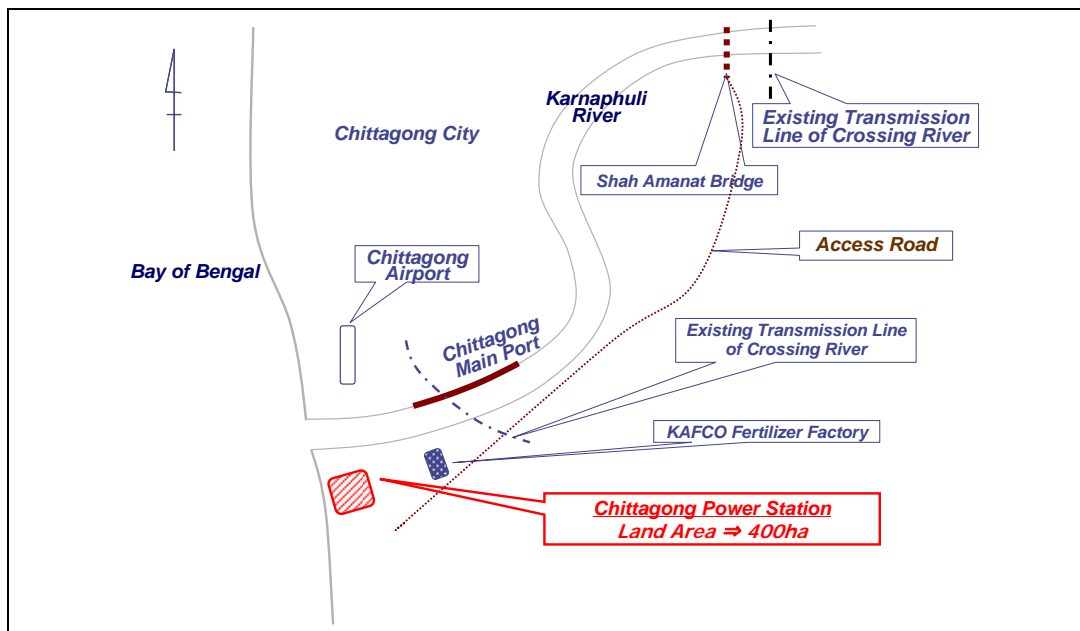 Karnaphuli
River
Existing Transmission
Line of Crossing River
Chittagong City
Shah Amanat Bridge
Access Road
Bay of Bengal
Chittagong
Airport
Chittagong
Main Port
Existing Transmission Line
of Crossing River
KAFCO Fertilizer Factory
Chittagong Power Station
Land Area ⇒ 400ha